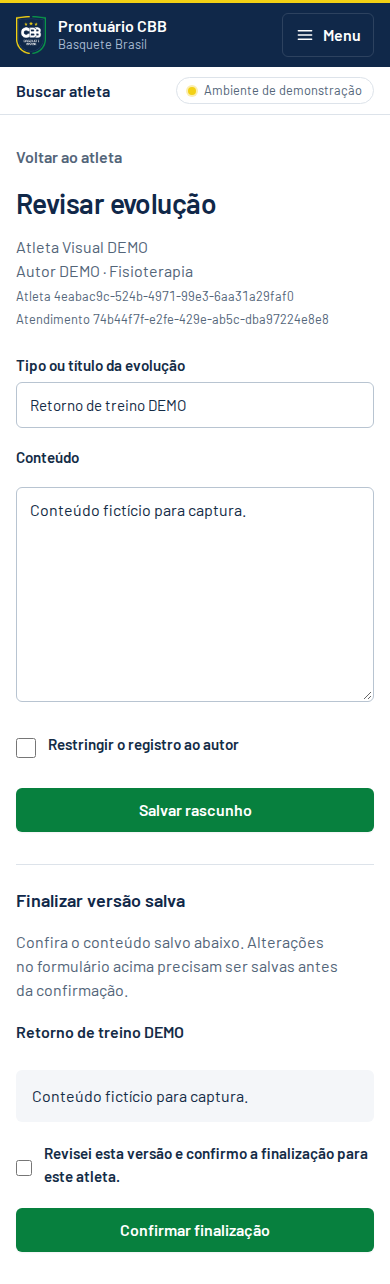 CBB
Prontuário CBB
Basquete Brasil
Menu
Buscar atleta
Ambiente de demonstração
Voltar ao atleta
Revisar evolução
Atleta Visual DEMO
Autor DEMO · Fisioterapia
Atleta 4eabac9c-524b-4971-99e3-6aa31a29faf0
Atendimento 74b44f7f-e2fe-429e-ab5c-dba97224e8e8
Tipo ou título da evolução
Retorno de treino DEMO
Conteúdo
Conteúdo fictício para captura.
Restringir o registro ao autor
Salvar rascunho
Finalizar versão salva
Confira o conteúdo salvo abaixo. Alterações
no formulário acima precisam ser salvas antes
da confirmação.
Retorno de treino DEMO
Conteúdo fictício para captura.
Revisei esta versão e confirmo a finalização para
este atleta.
Confirmar finalização